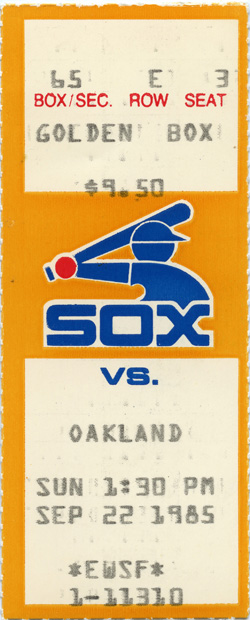 65 E 3
BOX/SEC. ROW SEAT
GOLDEN BOX
$9.50
SOX
VS.
OAKLAND
SUN 1:30 PM
SEP 22 1985
*EWSF*
1-11310